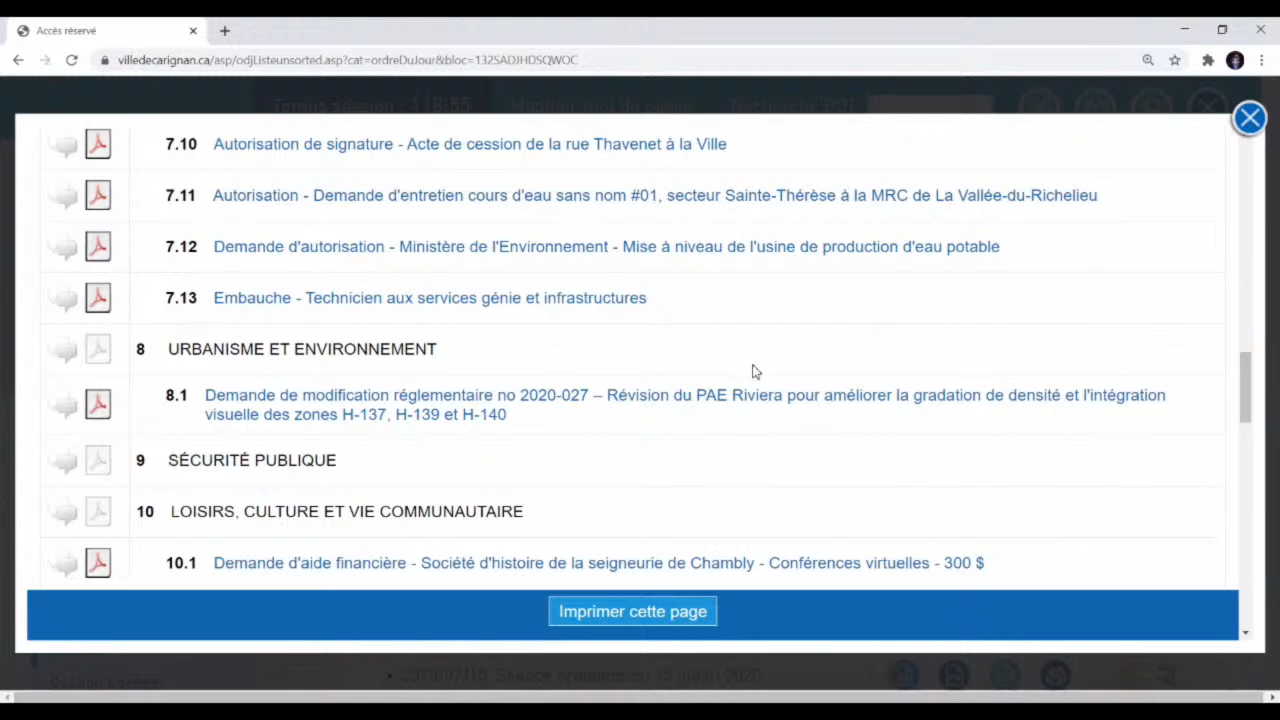 Accès réservé
villedecarignan.ca/asp/odjListeunsorted.asp?cat=ordreDuJour&bloc=132SADJHDSQWOC
7.10 Autorisation de signature - Acte de cession de la rue Thavenet à la Ville
7.11 Autorisation - Demande d'entretien cours d'eau sans nom #01, secteur Sainte-Thérèse à la MRC de La Vallée-du-Richelieu
7.12 Demande d'autorisation - Ministère de l'Environnement - Mise à niveau de l'usine de production d'eau potable
7.13 Embauche - Technicien aux services génie et infrastructures
8 URBANISME ET ENVIRONNEMENT
8.1 Demande de modification réglementaire no 2020-027 – Révision du PAE Riviera pour améliorer la gradation de densité et l'intégration
visuelle des zones H-137, H-139 et H-140
9 SÉCURITÉ PUBLIQUE
10 LOISIRS, CULTURE ET VIE COMMUNAUTAIRE
10.1 Demande d'aide financière - Société d'histoire de la seigneurie de Chambly - Conférences virtuelles - 300 $
Imprimer cette page